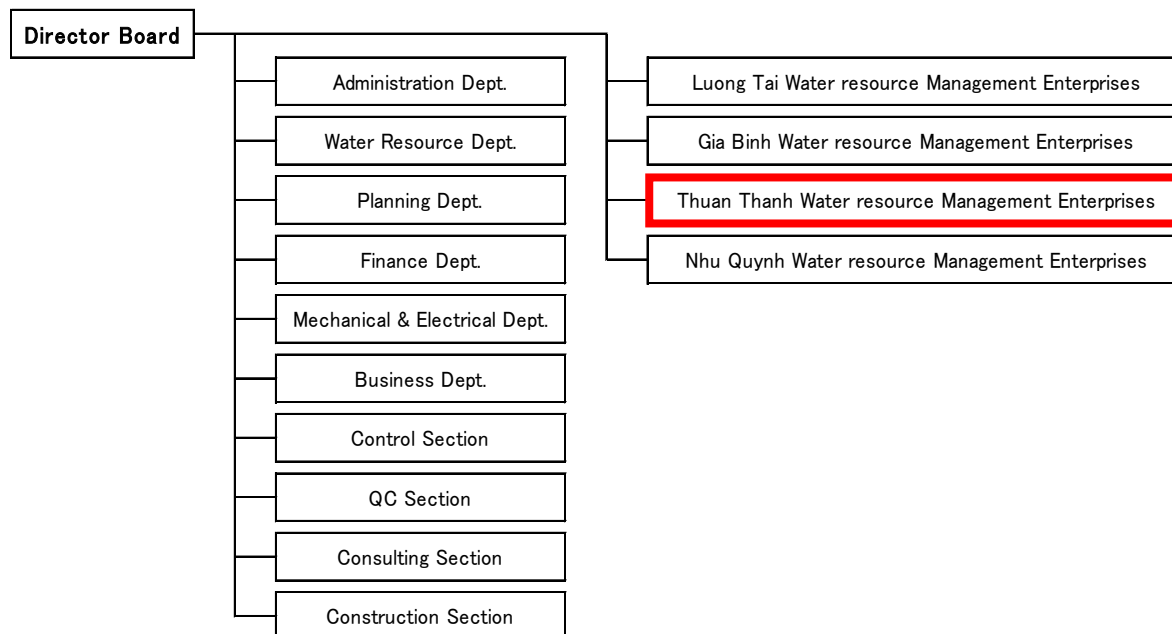 Director Board
Administration Dept.
Water Resource Dept.
Planning Dept.
Finance Dept.
Mechanical & Electrical Dept.
Business Dept.
Control Section
QC Section
Consulting Section
Construction Section
Luong Tai Water resource Management Enterprises
Gia Binh Water resource Management Enterprises
Thuan Thanh Water resource Management Enterprises
Nhu Quynh Water resource Management Enterprises